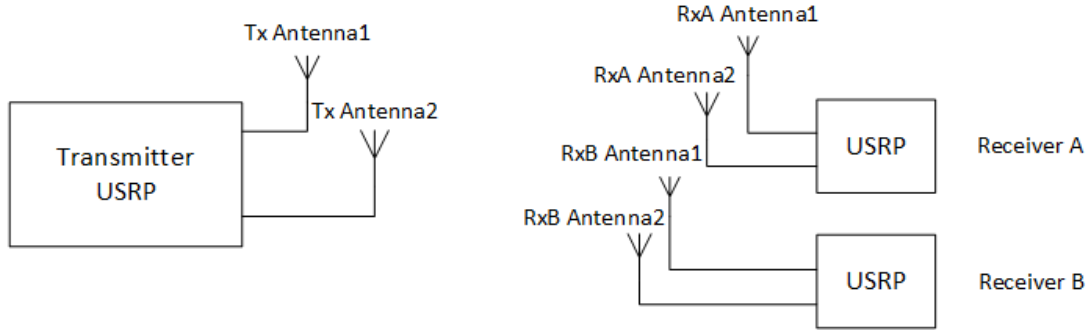 Tx Antenna1
Tx Antenna2
Transmitter
USRP
RxA Antenna1
RxA Antenna2
USRP
Receiver A
RxB Antenna1
RxB Antenna2
USRP
Receiver B